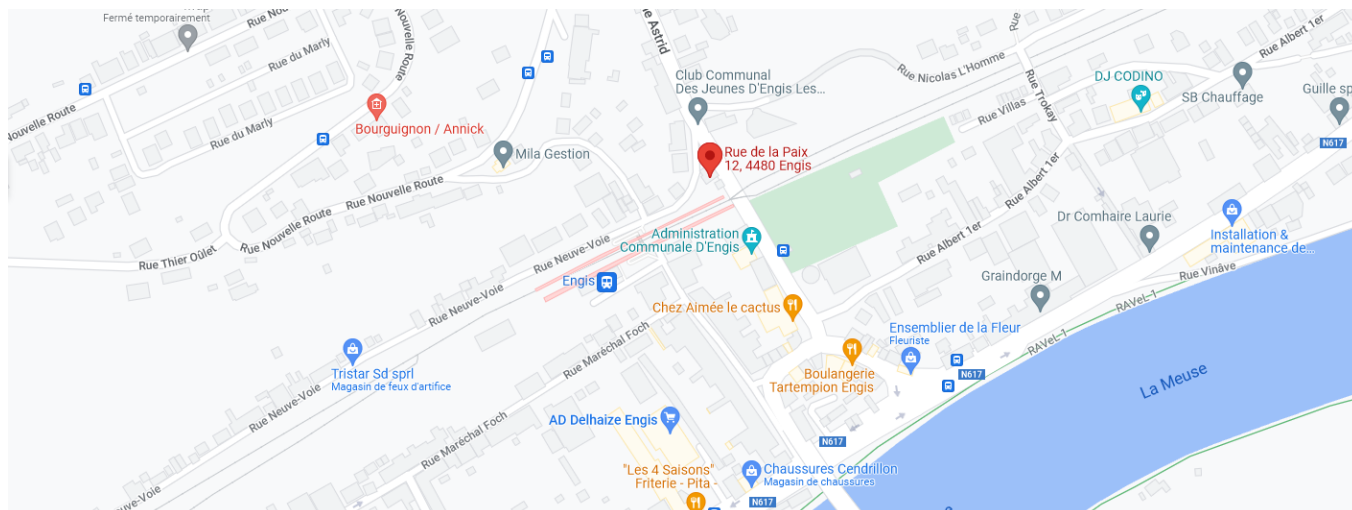 Fermé temporairement
Rue No
Nouvelle Route
Rue du Marly
Nouvelle Route
Rue du Marly
Bourguignon / Annick
Mila Gestion
Rue Nouvelle Route
Rue Nouvelle Route
R
Rue Thier Oûlet
e Astrid
Club Communal
Des Jeunes D'Engis Les...
Rue de la Paix
12, 4480 Engis
Rue Nicolas L'Homme
Rue Trokay
Rue Villas
DJ CODINO
Rue Albert 1er
SB Chauffage
Guille sp
N617
Rue Albert 1er
Dr Comhaire Laurie
Installation &
maintenance de...
Rue Albert 1er
Rue Vinâve
Graindorge M
RAVeL 1
RAVeL 1
Administration
Communale D'Engis
Rue Neuve-Voie
Engis
Rue Neuve-Voie
Chez Aimée le cactus
Ensemblier de la Fleur
Fleuriste
Rue Maréchal Foch
Tristar Sd sprl
Magasin de feux d'artifice
Boulangerie
Tartempion Engis
N617
La Meuse
Rue Neuve-Voie
Rue Maréchal Foch
AD Delhaize Engis
N617
"Les 4 Saisons"
Friterie - Pita -
Chaussures Cendrillon
Magasin de chaussures
N617